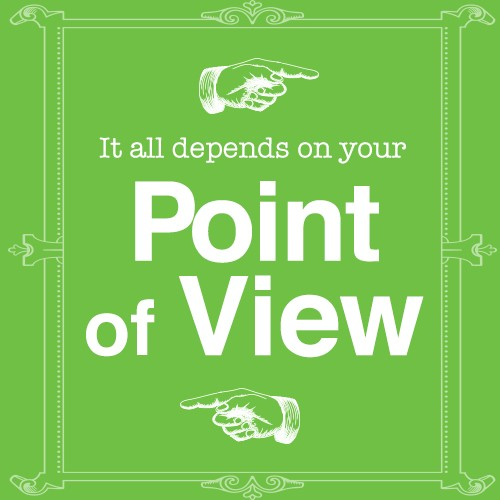 It all depends on your
Point
of View